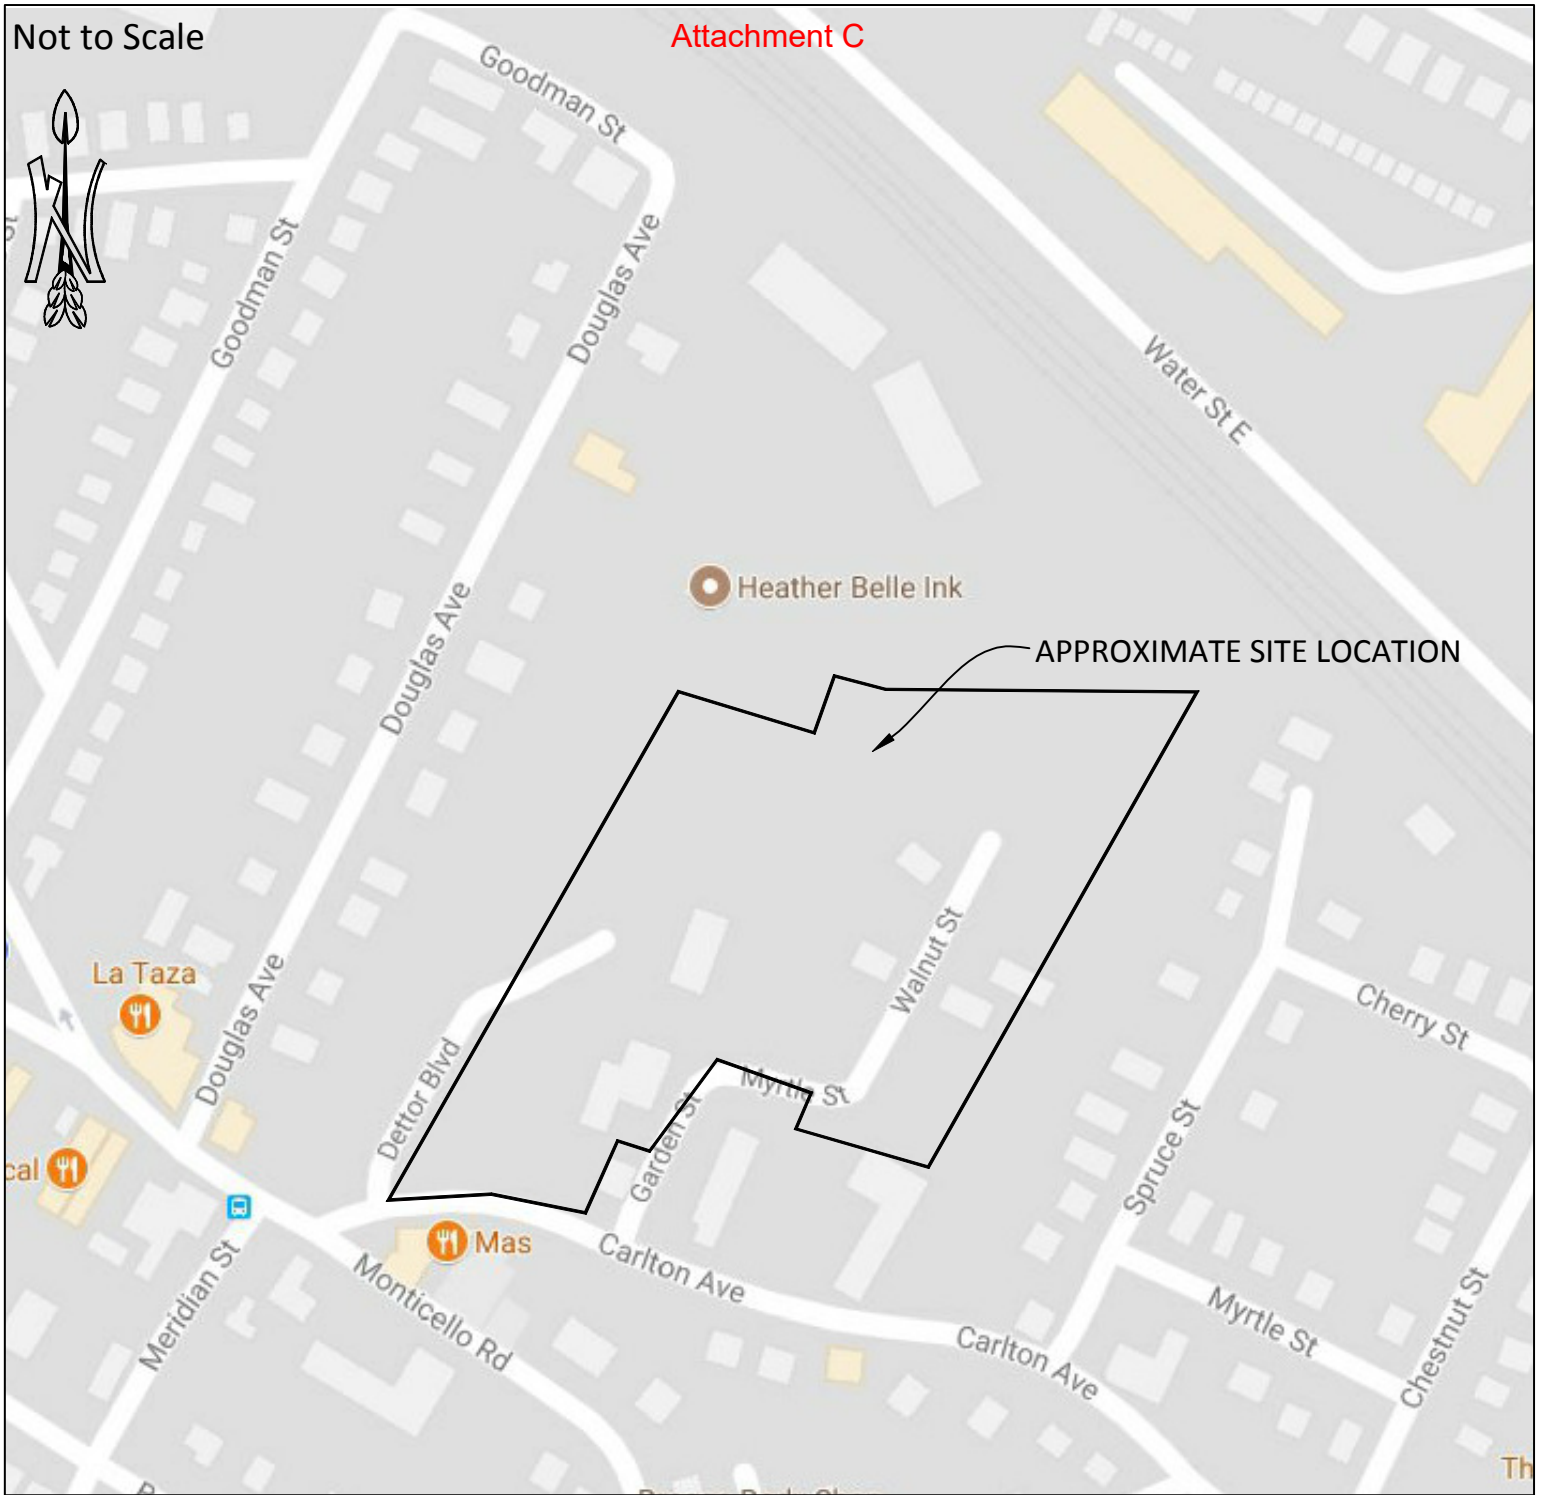 Not to Scale
Attachment C
Goodman St
N
St
Goodman St
Douglas Ave
Water St E
Heather Belle Ink
Douglas Ave
APPROXIMATE SITE LOCATION
La Taza
Douglas Ave
Walnut St
Cherry St
Dettor Blvd
Myrtle St
Garden St
Spruce St
cal
Mas
Carlton Ave
Meridian St
Monticello Rd
Myrtle St
Chestnut St
Carlton Ave
Th